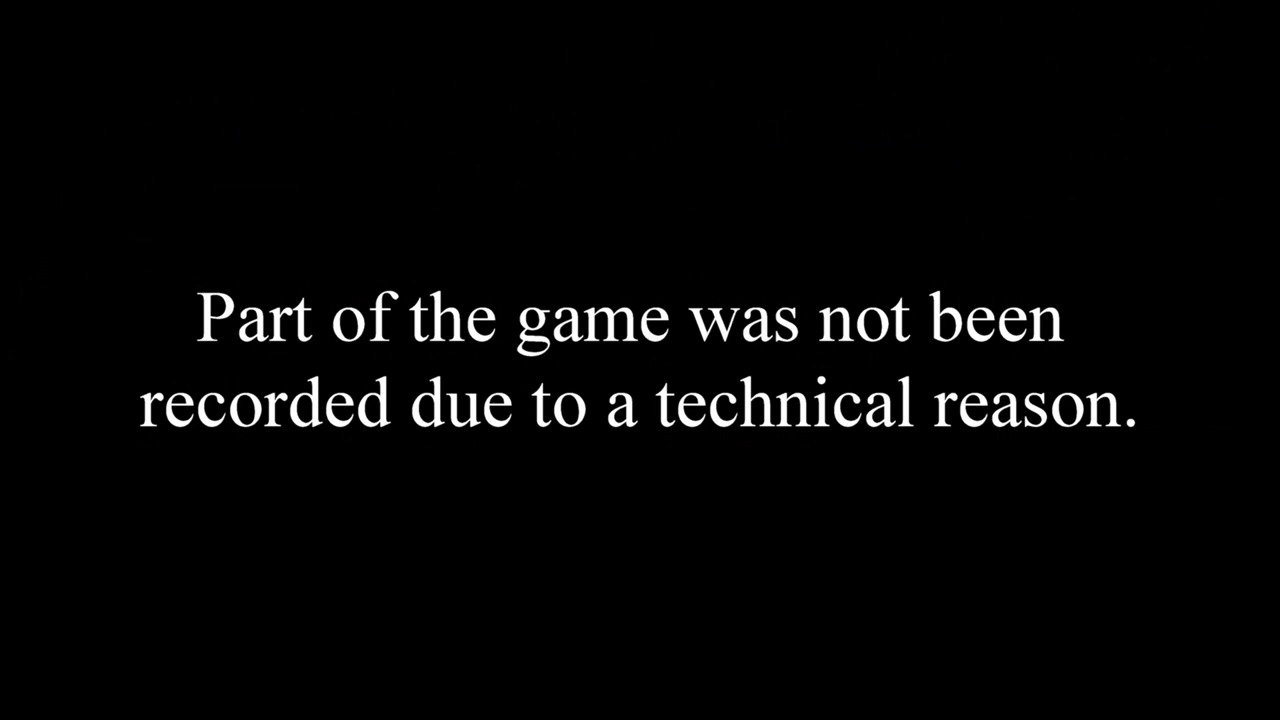 Part of the game was not been
recorded due to a technical reason.